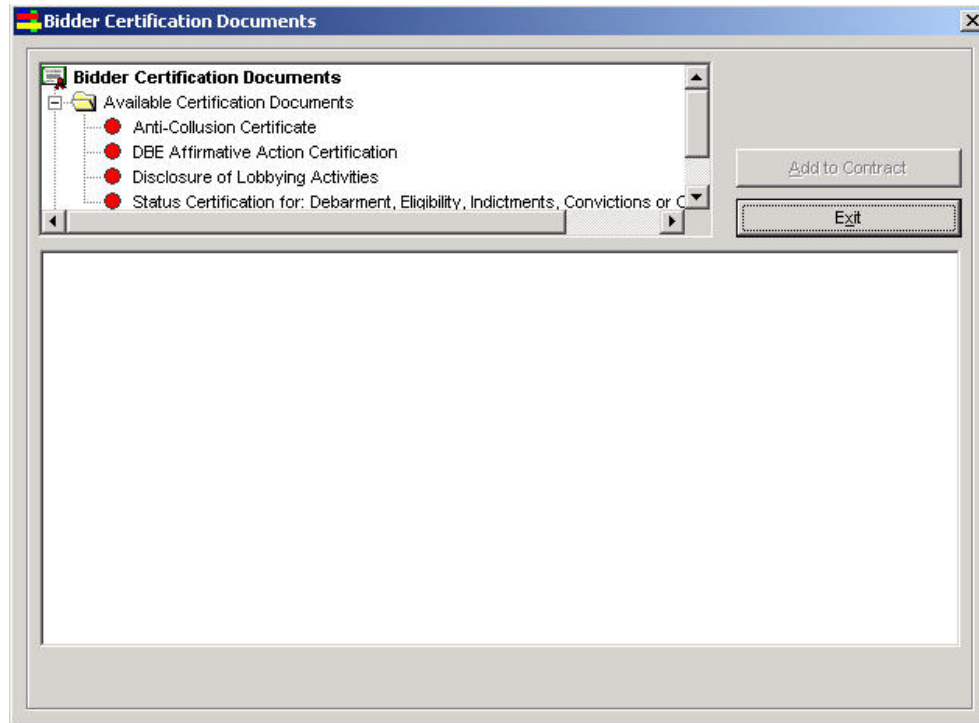 Bidder Certification Documents
Bidder Certification Documents
Available Certification Documents
Anti-Collusion Certificate
DBE Affirmative Action Certification
Disclosure of Lobbying Activities
Status Certification for: Debarment, Eligibility, Indictments, Convictions or
Add to Contract
Exit